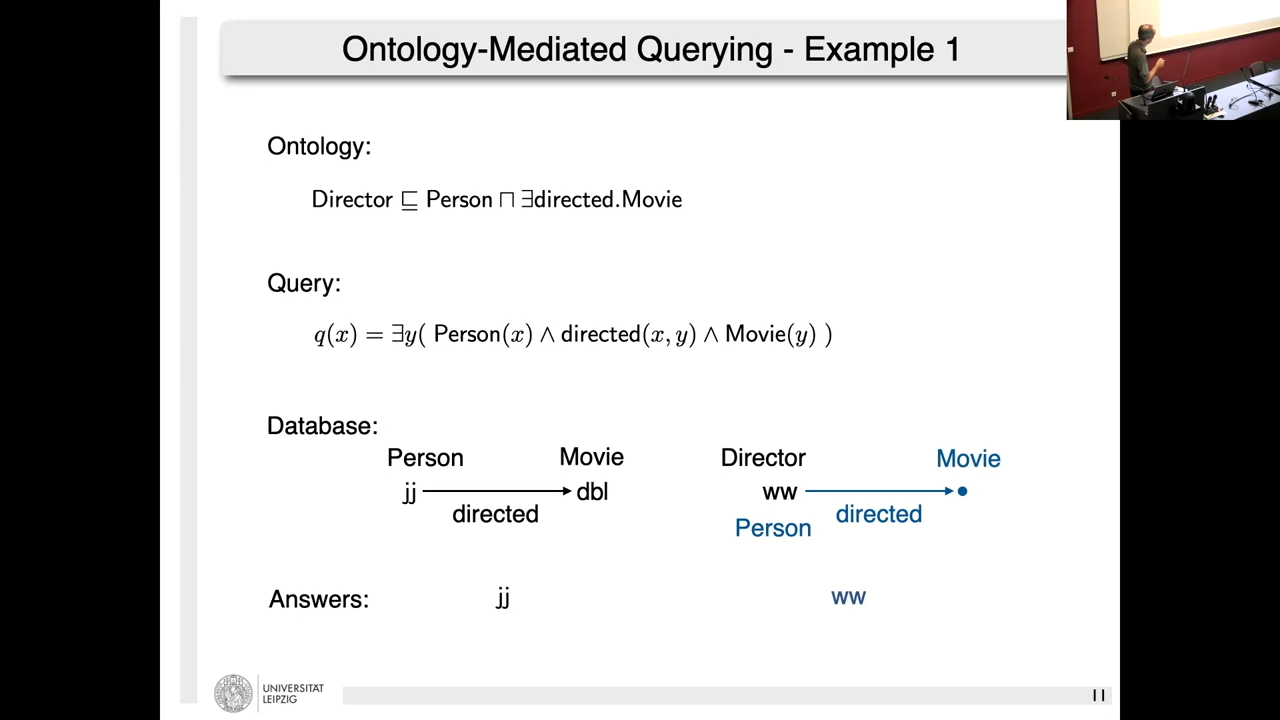 Ontology-Mediated Querying - Example 1
Ontology:
Director ⊑ Person ⊓ ∃directed.Movie
Query:
q(x) = ∃y( Person(x) ∧ directed(x, y) ∧ Movie(y) )
Database:
Person Movie Director Movie
jj dbl ww
directed Person directed
Answers: jj ww
UNIVERSITÄT
LEIPZIG
11